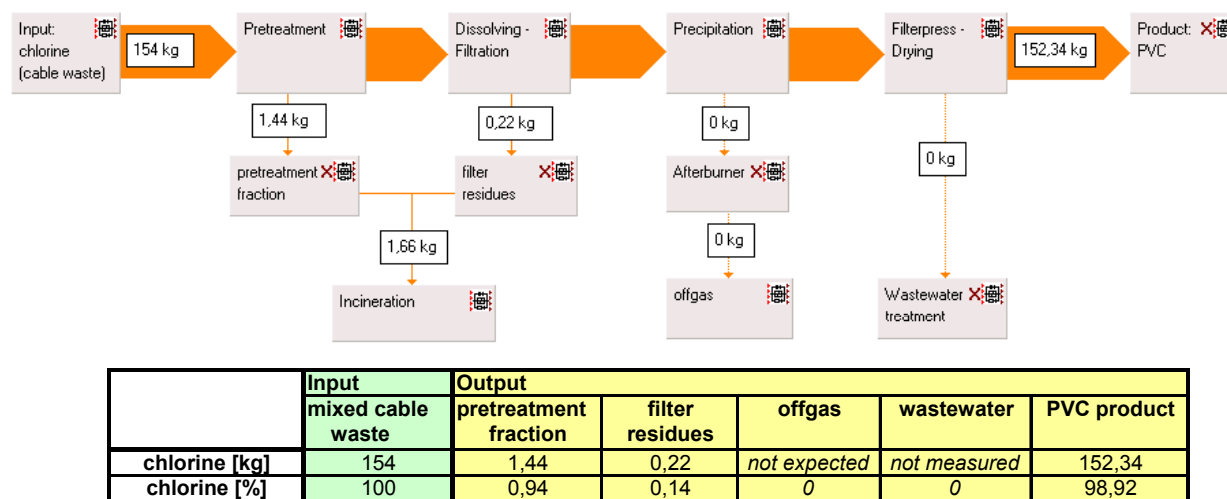 Input:
chlorine
(cable waste)
154 kg
Pretreatment
Dissolving -
Filtration
Precipitation
Filterpress -
Drying
152,34 kg
Product:
PVC
1,44 kg
0,22 kg
0 kg
0 kg
pretreatment
fraction
filter
residues
Afterburner
1,66 kg
0 kg
Incineration
offgas
Wastewater
treatment
Input Output
mixed cable waste pretreatment fraction filter residues offgas wastewater PVC product
chlorine [kg] 154 1,44 0,22 not expected not measured 152,34
chlorine [%] 100 0,94 0,14 0 0 98,92